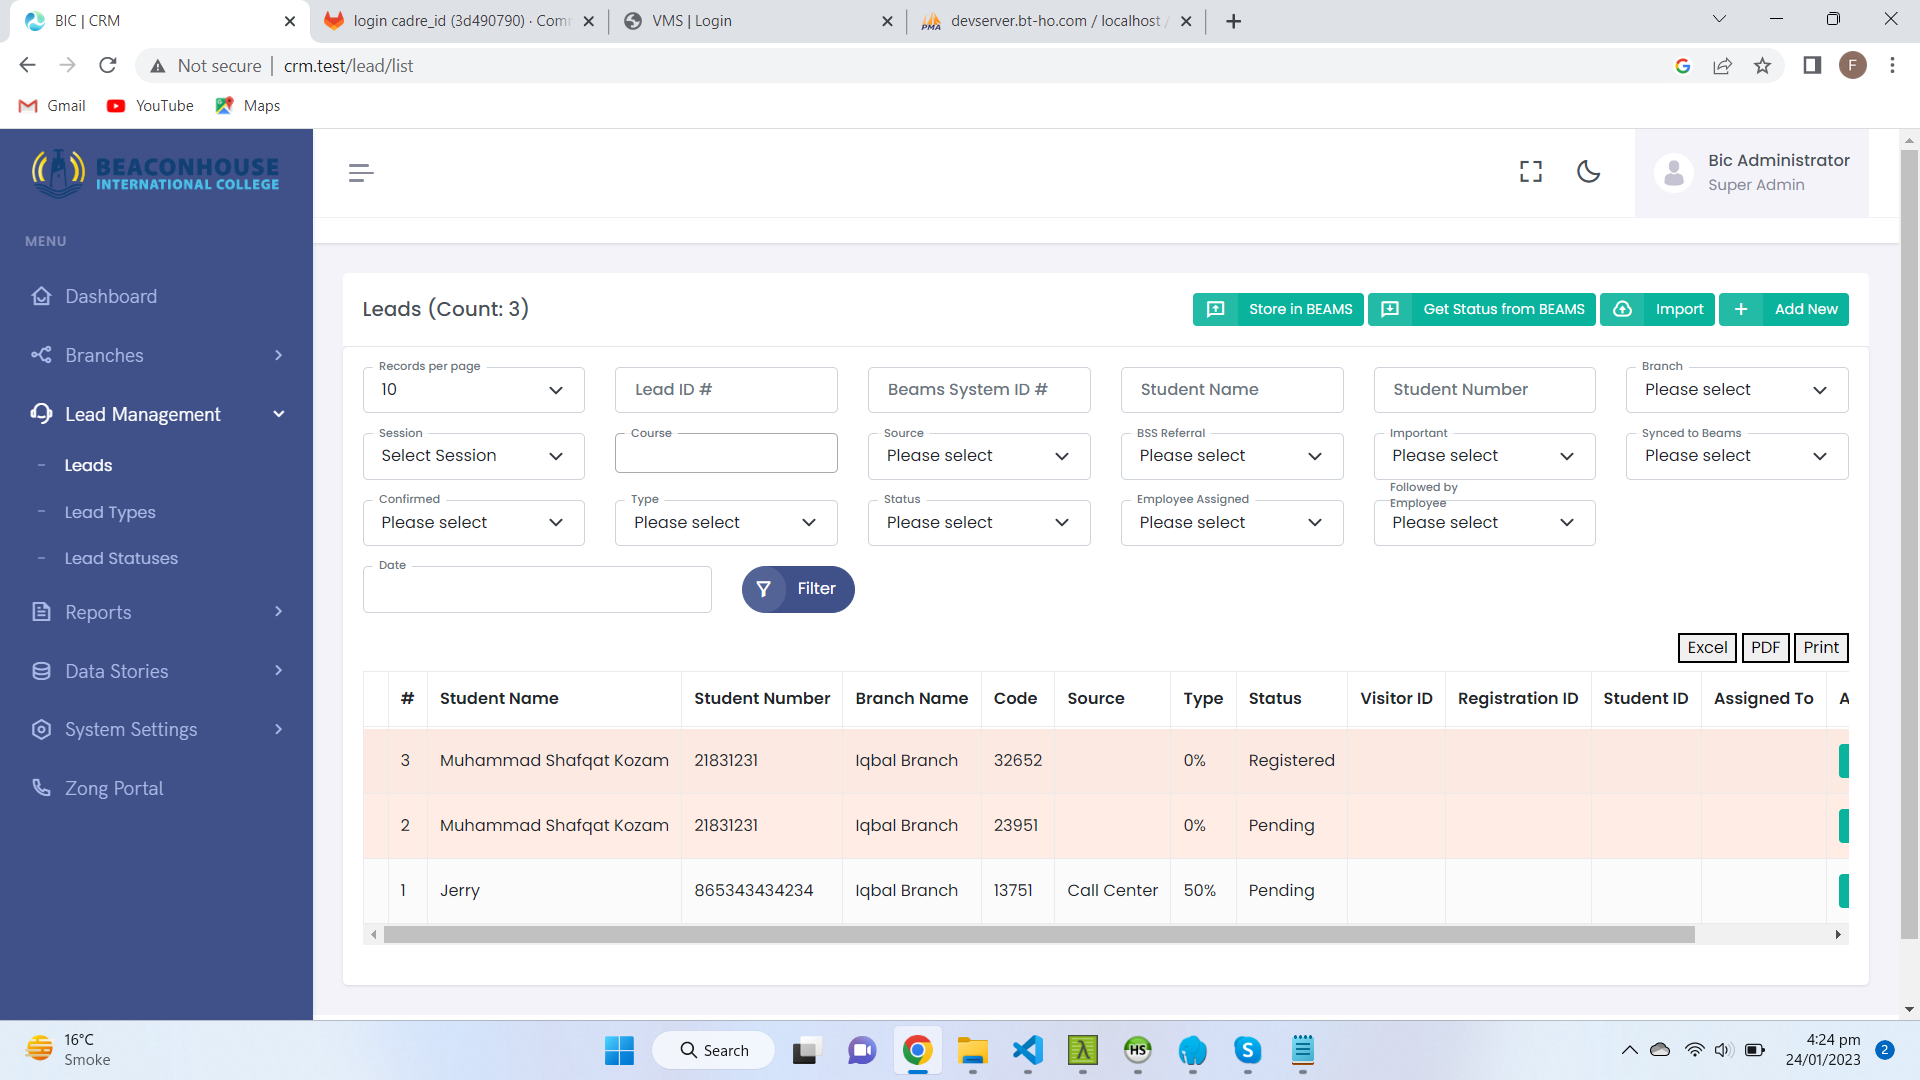 BIC | CRM
login cadre_id (3d490790) · Comm
VMS | Login
devserver.bt-ho.com / localhost /
Not secure
crm.test/lead/list
F
Gmail
YouTube
Maps
BEACONHOUSE
INTERNATIONAL COLLEGE
Bic Administrator
Super Admin
MENU
Dashboard
Branches
Lead Management
Leads
Lead Types
Lead Statuses
Reports
Data Stories
System Settings
Zong Portal
Leads (Count: 3)
Store in BEAMS
Get Status from BEAMS
Import
Add New
Records per page
10
Lead ID #
Beams System ID #
Student Name
Student Number
Branch
Please select
Session
Select Session
Course
Source
Please select
BSS Referral
Please select
Important
Please select
Synced to Beams
Please select
Confirmed
Please select
Type
Please select
Status
Please select
Employee Assigned
Please select
Followed by
Employee
Please select
Date
Filter
Excel PDF Print
# Student Name Student Number Branch Name Code Source Type Status Visitor ID Registration ID Student ID Assigned To A
3 Muhammad Shafqat Kozam 21831231 Iqbal Branch 32652 0% Registered
2 Muhammad Shafqat Kozam 21831231 Iqbal Branch 23951 0% Pending
1 Jerry 865343434234 Iqbal Branch 13751 Call Center 50% Pending
16°C
Smoke
Search
HS
S
4:24 pm
24/01/2023
2